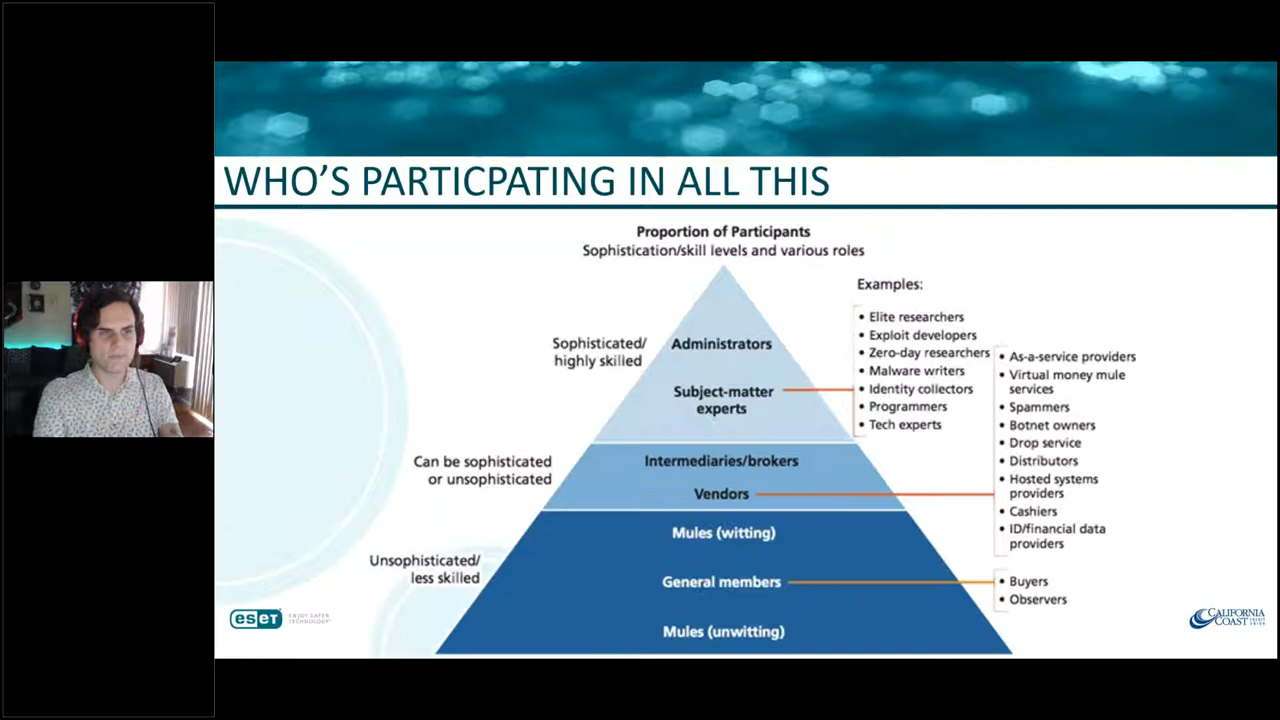 WHO'S PARTICPATING IN ALL THIS
Proportion of Participants
Sophistication/skill levels and various roles
Sophisticated/
highly skilled
Administrators
Subject-matter
experts
Examples:
• Elite researchers
• Exploit developers
• Zero-day researchers
• Malware writers
• Identity collectors
• Programmers
• Tech experts
Can be sophisticated
or unsophisticated
Intermediaries/brokers
Vendors
• As-a-service providers
• Virtual money mule
services
• Spammers
• Botnet owners
• Drop service
• Distributors
• Hosted systems
providers
• Cashiers
• ID/financial data
providers
Unsophisticated/
less skilled
Mules (witting)
General members
Mules (unwitting)
• Buyers
• Observers
eset
ENJOY SAFER
TECHNOLOGY
CALIFORNIA
COAST CREDIT
UNION